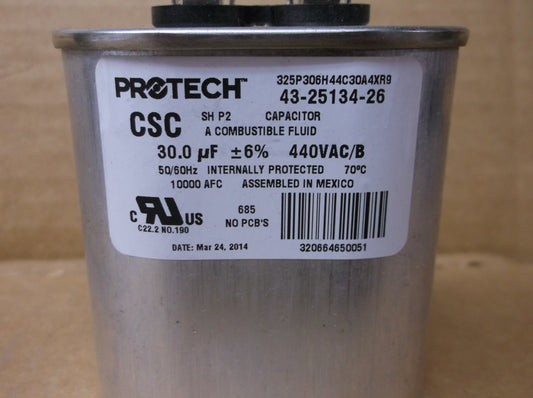 PROTECH™ 325P306H44C30A4XR9
43-25134-26
CSC SH P2 CAPACITOR
A COMBUSTIBLE FLUID
30.0 µF ±6% 440VAC/B
50/60Hz INTERNALLY PROTECTED 70°C
10000 AFC ASSEMBLED IN MEXICO
C RU US 685
C22.2 NO.190 NO PCB'S
DATE: Mar 24, 2014 320664650051